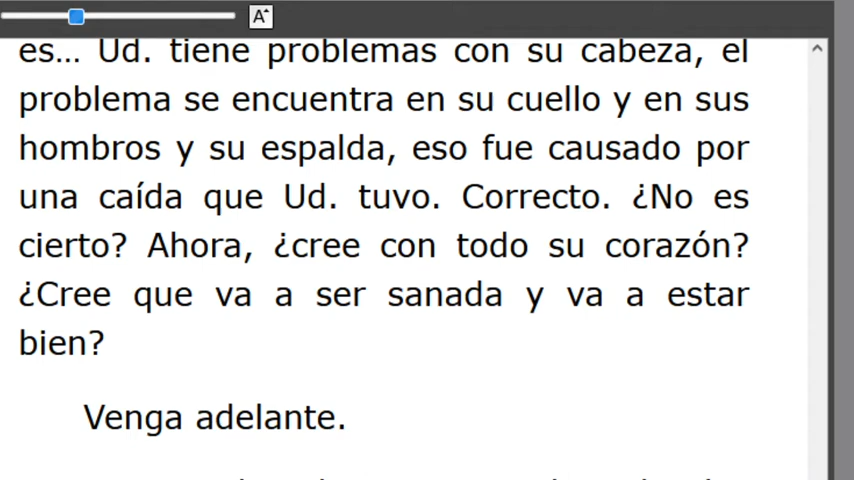 A
es… Ud. tiene problemas con su cabeza, el
problema se encuentra en su cuello y en sus
hombros y su espalda, eso fue causado por
una caída que Ud. tuvo. Correcto. ¿No es
cierto? Ahora, ¿cree con todo su corazón?
¿Cree que va a ser sanada y va a estar
bien?
Venga adelante.